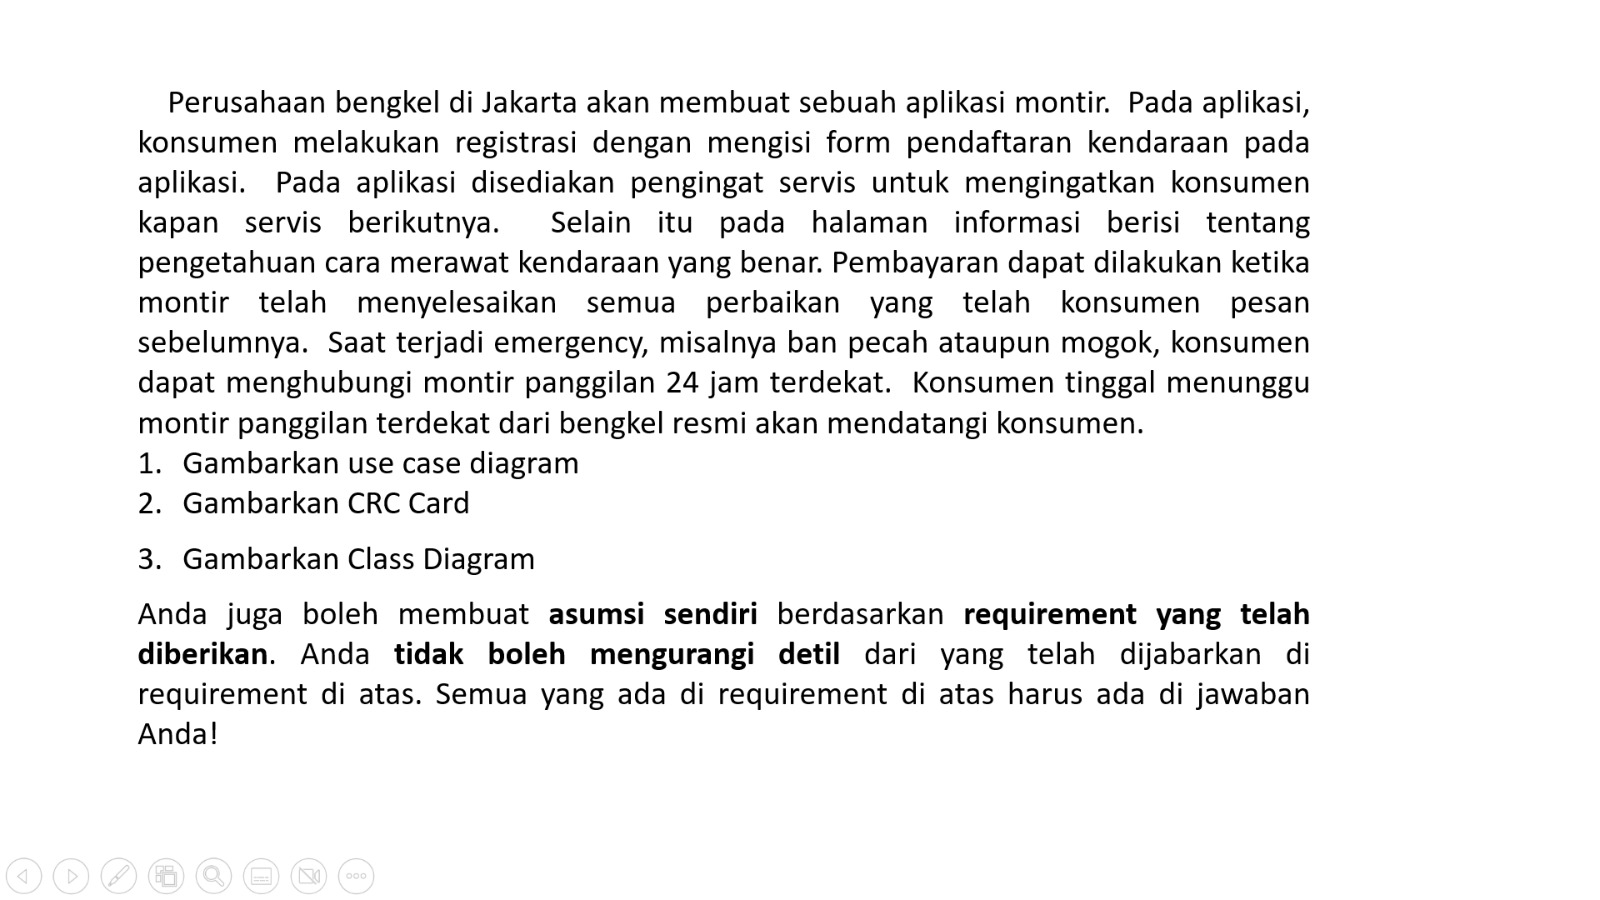 Perusahaan bengkel di Jakarta akan membuat sebuah aplikasi montir. Pada aplikasi,
konsumen melakukan registrasi dengan mengisi form pendaftaran kendaraan pada
aplikasi. Pada aplikasi disediakan pengingat servis untuk mengingatkan konsumen
kapan servis berikutnya. Selain itu pada halaman informasi berisi tentang
pengetahuan cara merawat kendaraan yang benar. Pembayaran dapat dilakukan ketika
montir telah menyelesaikan semua perbaikan yang telah konsumen pesan
sebelumnya. Saat terjadi emergency, misalnya ban pecah ataupun mogok, konsumen
dapat menghubungi montir panggilan 24 jam terdekat. Konsumen tinggal menunggu
montir panggilan terdekat dari bengkel resmi akan mendatangi konsumen.
1. Gambarkan use case diagram
2. Gambarkan CRC Card
3. Gambarkan Class Diagram
Anda juga boleh membuat asumsi sendiri berdasarkan requirement yang telah
diberikan. Anda tidak boleh mengurangi detil dari yang telah dijabarkan di
requirement di atas. Semua yang ada di requirement di atas harus ada di jawaban
Anda!